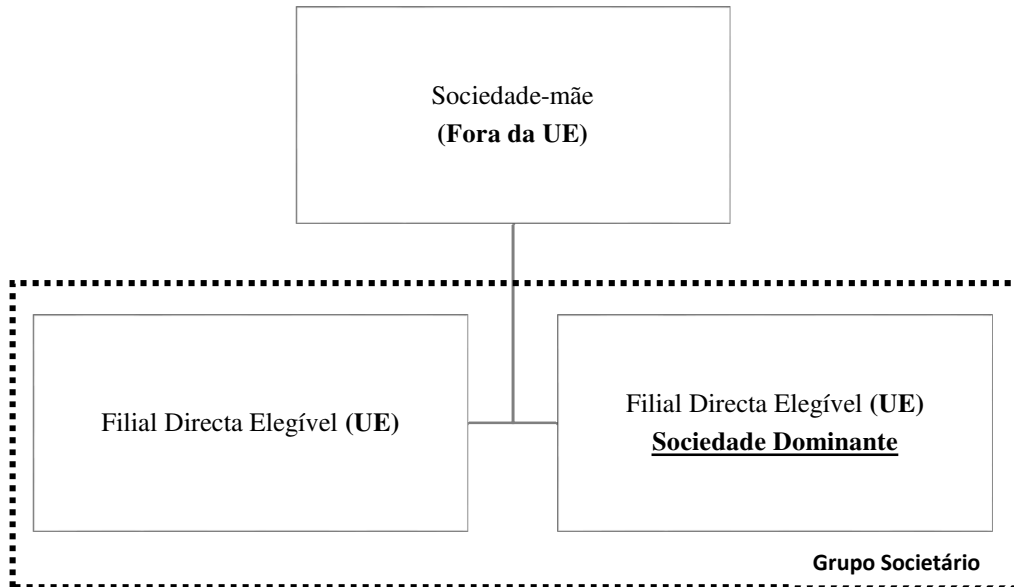 Sociedade-mãe
(Fora da UE)
Filial Directa Elegível (UE)
Filial Directa Elegível (UE)
Sociedade Dominante
Grupo Societário